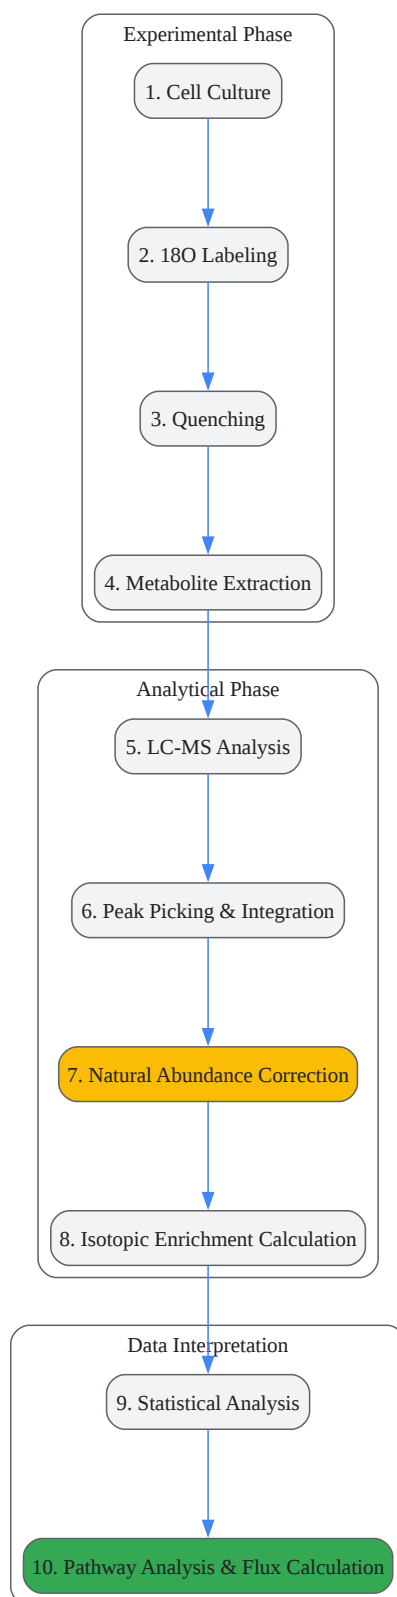 Experimental Phase
1. Cell Culture
2. 18O Labeling
3. Quenching
4. Metabolite Extraction
Analytical Phase
5. LC-MS Analysis
6. Peak Picking & Integration
7. Natural Abundance Correction
8. Isotopic Enrichment Calculation
Data Interpretation
9. Statistical Analysis
10. Pathway Analysis & Flux Calculation